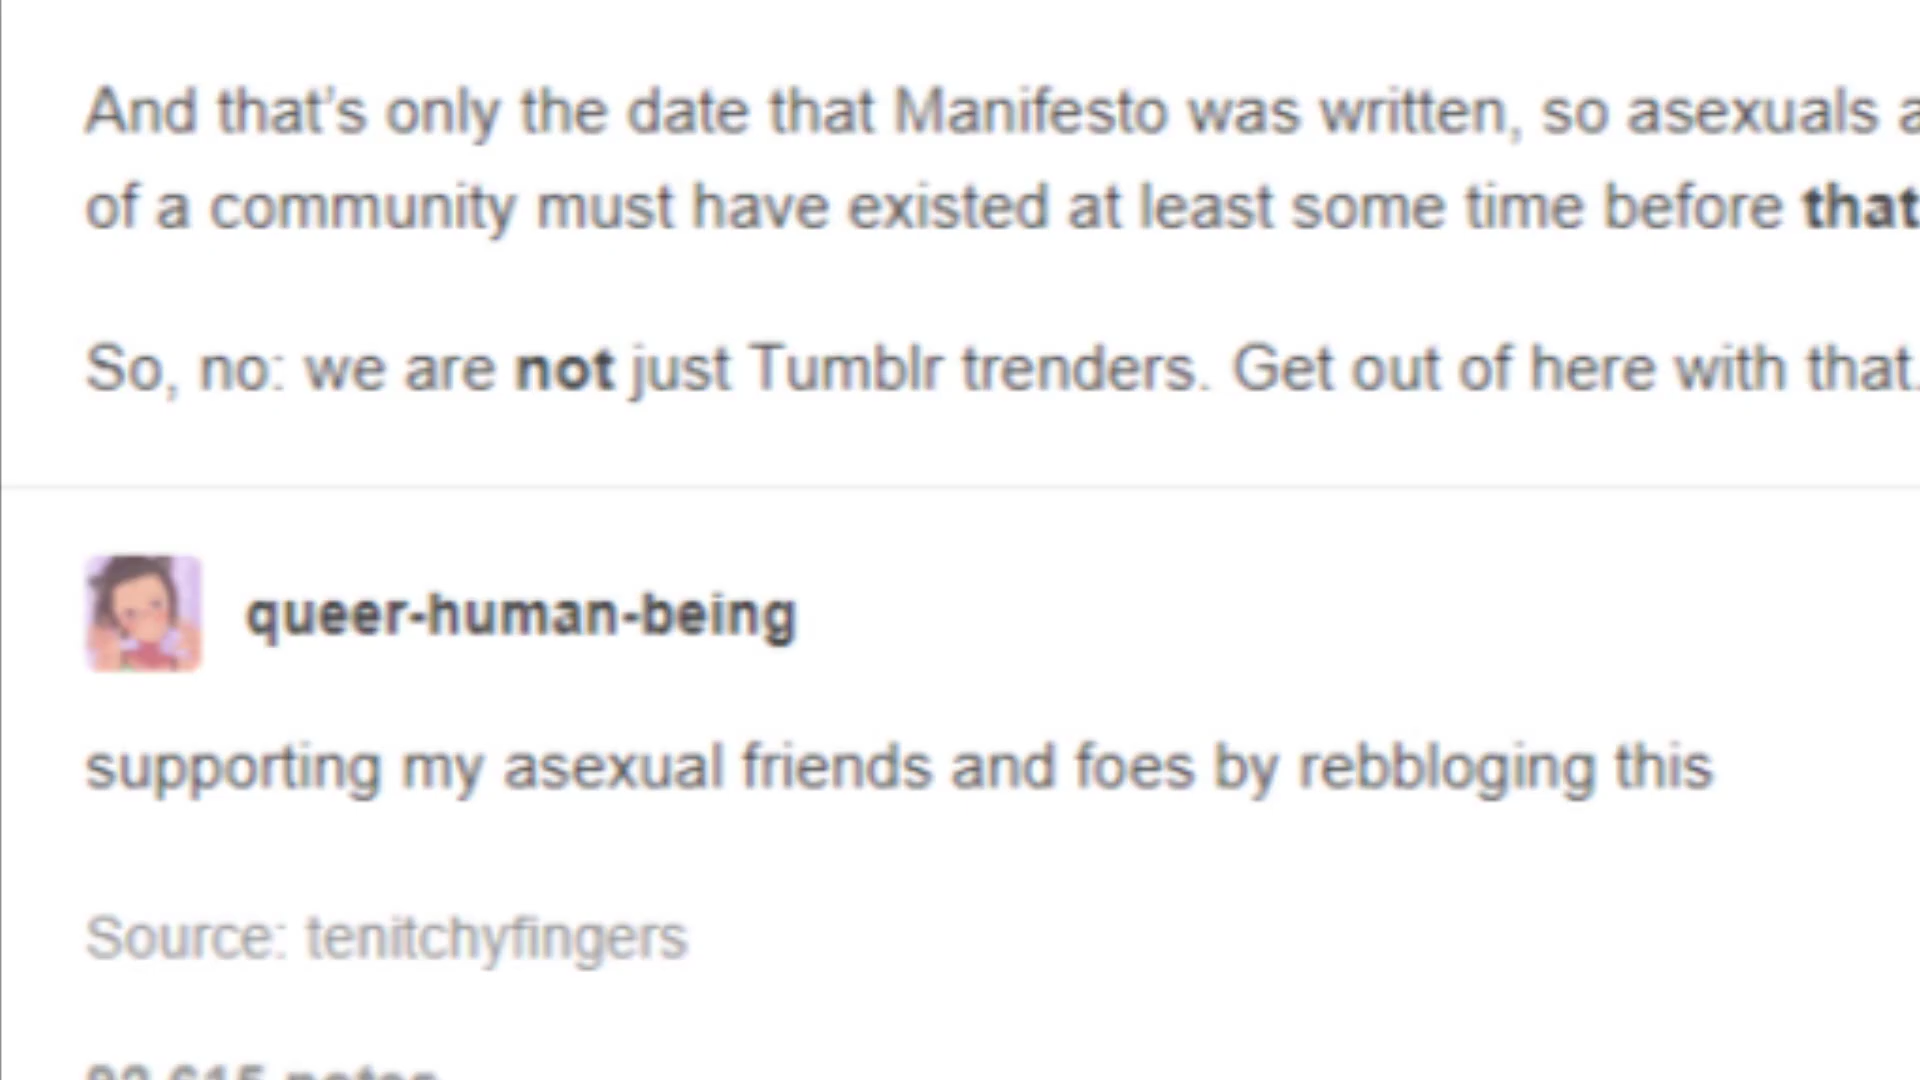 And that's only the date that Manifesto was written, so asexuals a
of a community must have existed at least some time before that
So, no: we are not just Tumblr trenders. Get out of here with that.
queer-human-being
supporting my asexual friends and foes by rebbloging this
Source: tenitchyfingers
notes